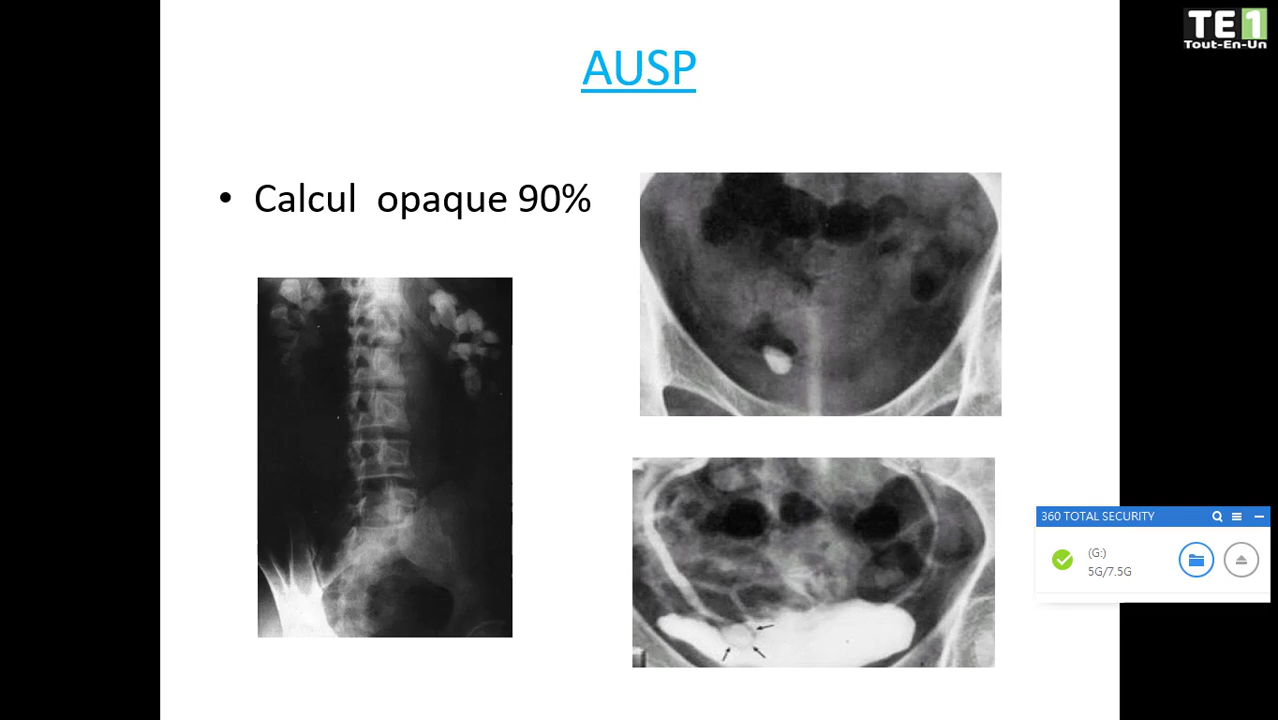 TE1
Tout-En-Un
AUSP
• Calcul opaque 90%
360 TOTAL SECURITY
(G:)
5G/7.5G